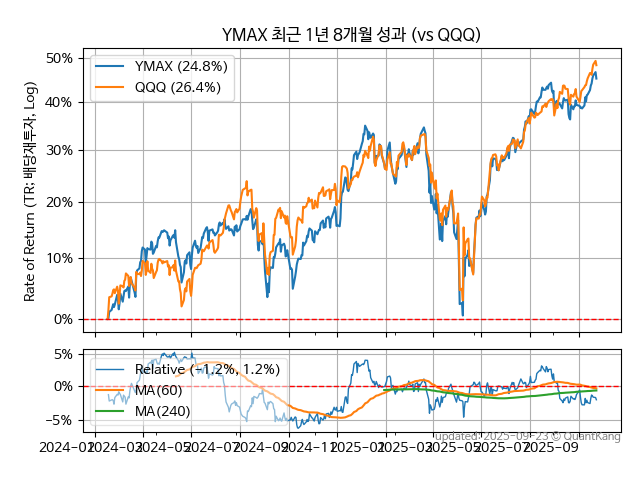 YMAX 최근 1년 8개월 성과 (vs QQQ)
Rate of Return (TR: 배당재투자, Log)
50%
40%
30%
20%
10%
0%
YMAX (24.8%)
QQQ (26.4%)
5%
0%
−5%
Relative (−1.2%, 1.2%)
MA(60)
MA(240)
2024-01
2024-03
2024-05
2024-07
2024-09
2024-11
2025-01
2025-03
2025-05
2025-07
2025-09
updated: 2025-09-23 © QuantKang